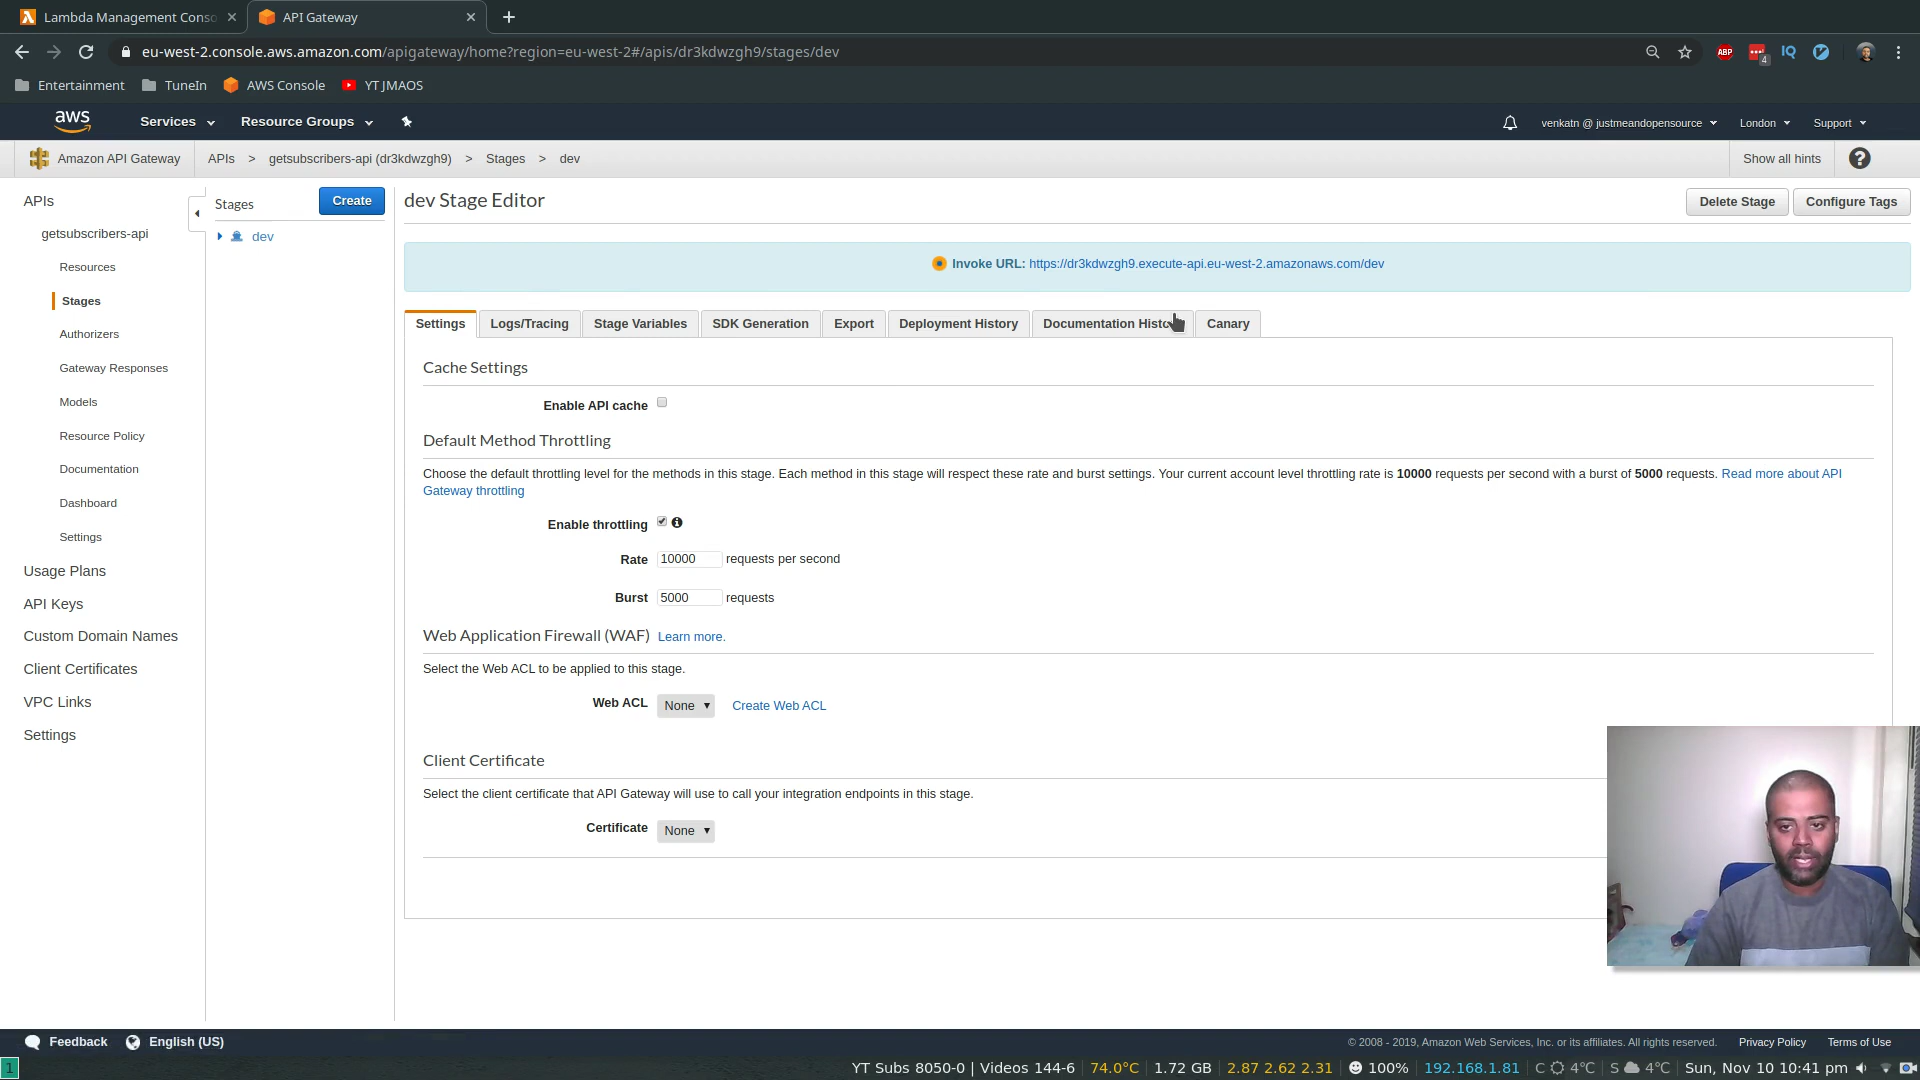 Lambda Management Conso
API Gateway
eu-west-2.console.aws.amazon.com/apigateway/home?region=eu-west-2#/apis/dr3kdwzgh9/stages/dev
ABP
4
IQ
Entertainment
TuneIn
AWS Console
YT JMAOS
aws
Services
Resource Groups
venkatn @ justmeandopensource
London
Support
Amazon API Gateway
APIs > getsubscribers-api (dr3kdwzgh9) > Stages > dev
Show all hints
?
APIs
getsubscribers-api
Resources
Stages
Authorizers
Gateway Responses
Models
Resource Policy
Documentation
Dashboard
Settings
Usage Plans
API Keys
Custom Domain Names
Client Certificates
VPC Links
Settings
Stages
Create
dev
dev Stage Editor
Delete Stage
Configure Tags
Invoke URL: https://dr3kdwzgh9.execute-api.eu-west-2.amazonaws.com/dev
Settings
Logs/Tracing
Stage Variables
SDK Generation
Export
Deployment History
Documentation Histo
Canary
Cache Settings
Enable API cache
Default Method Throttling
Choose the default throttling level for the methods in this stage. Each method in this stage will respect these rate and burst settings. Your current account level throttling rate is 10000 requests per second with a burst of 5000 requests. Read more about API
Gateway throttling
Enable throttling
Rate 10000 requests per second
Burst 5000 requests
Web Application Firewall (WAF) Learn more.
Select the Web ACL to be applied to this stage.
Web ACL None Create Web ACL
Client Certificate
Select the client certificate that API Gateway will use to call your integration endpoints in this stage.
Certificate None
Feedback
English (US)
© 2008 - 2019, Amazon Web Services, Inc. or its affiliates. All rights reserved.
Privacy Policy
Terms of Use
1
YT Subs 8050-0 | Videos 144-6 | 74.0°C | 1.72 GB | 2.87 2.62 2.31 | 100% | 192.168.1.81 | C 4°C | S 4°C | Sun, Nov 10 10:41 pm